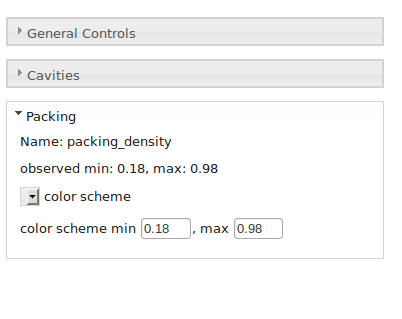 General Controls
Cavities
Packing
Name: packing_density
observed min: 0.18, max: 0.98
color scheme
color scheme min 0.18, max 0.98